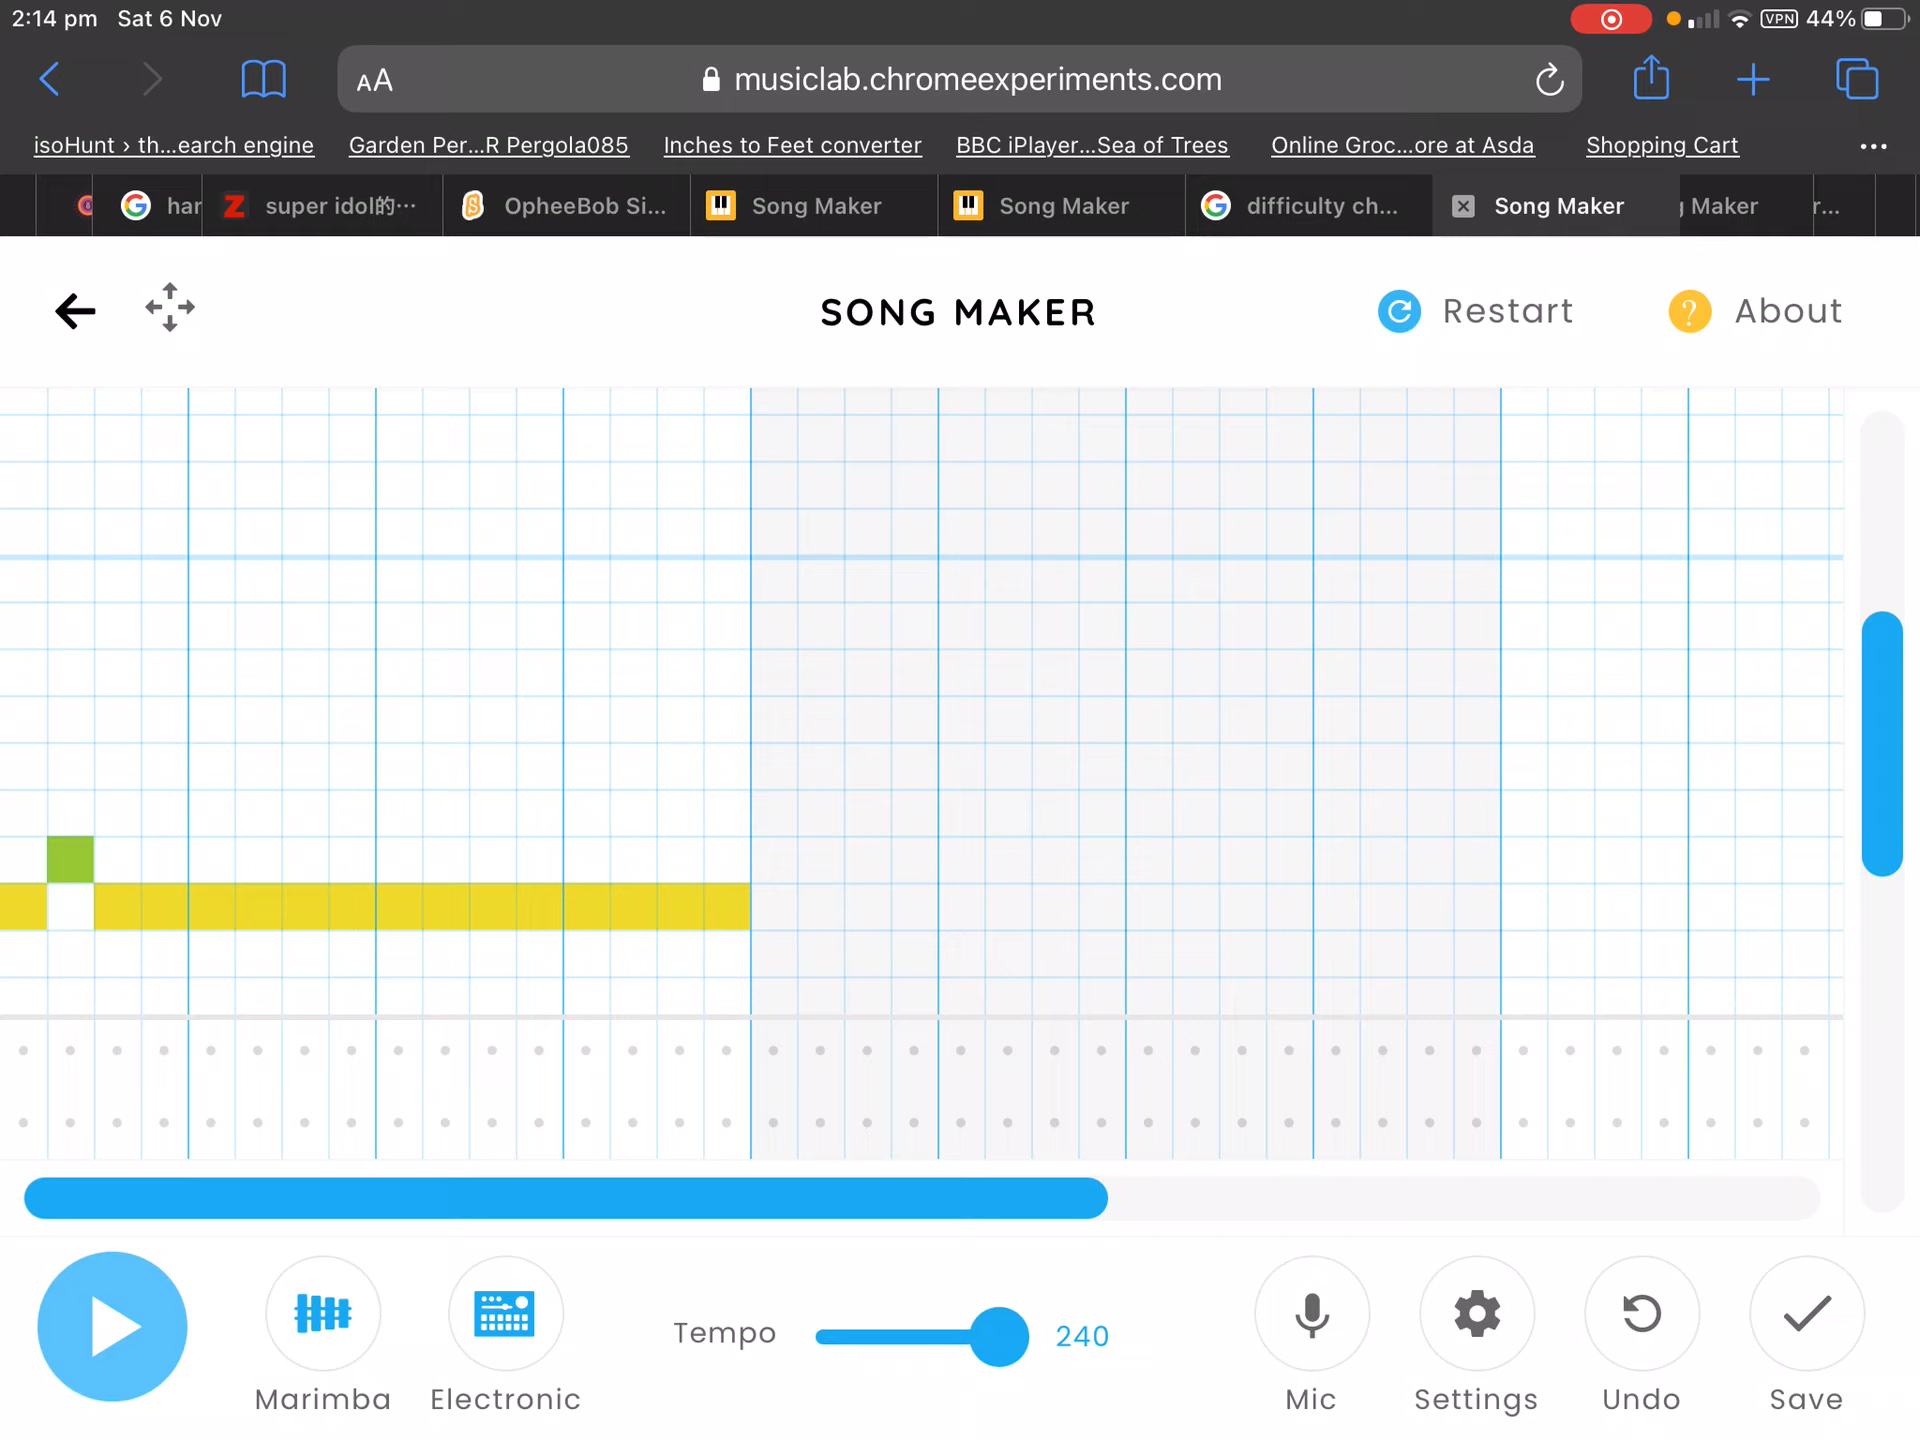 2:14 pm Sat 6 Nov VPN 44%
AA musiclab.chromeexperiments.com
isoHunt › th...earch engine Garden Per...R Pergola085 Inches to Feet converter BBC iPlayer...Sea of Trees Online Groc...ore at Asda Shopping Cart
har super idol的... OpheeBob Si... Song Maker Song Maker difficulty ch... Song Maker Maker r...
SONG MAKER Restart ? About
Tempo 240
Marimba Electronic Mic Settings Undo Save